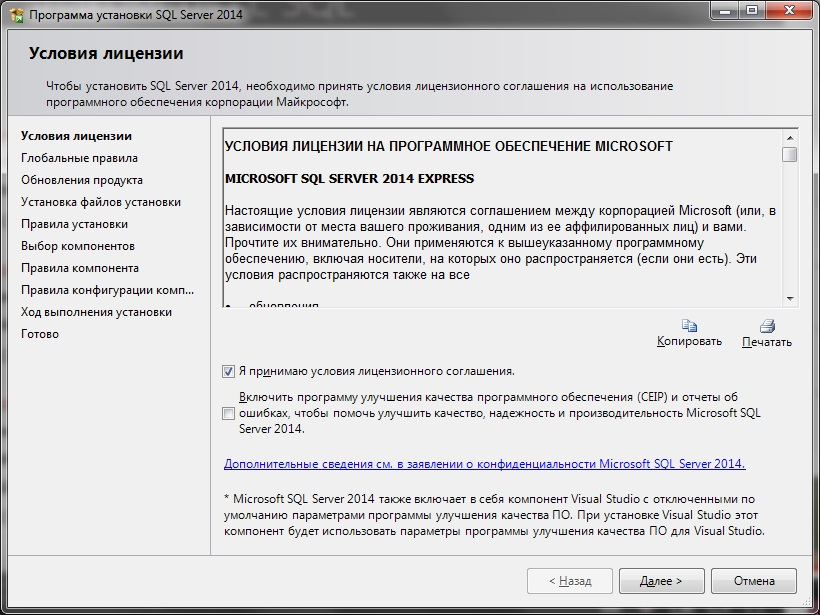 Программа установки SQL Server 2014
Условия лицензии
Чтобы установить SQL Server 2014, необходимо принять условия лицензионного соглашения на использование
программного обеспечения корпорации Майкрософт.
Условия лицензии
Глобальные правила
Обновления продукта
Установка файлов установки
Правила установки
Выбор компонентов
Правила компонента
Правила конфигурации комп...
Ход выполнения установки
Готово
УСЛОВИЯ ЛИЦЕНЗИИ НА ПРОГРАММНОЕ ОБЕСПЕЧЕНИЕ MICROSOFT
MICROSOFT SQL SERVER 2014 EXPRESS
Настоящие условия лицензии являются соглашением между корпорацией Microsoft (или, в
зависимости от места вашего проживания, одним из ее аффилированных лиц) и вами.
Прочтите их внимательно. Они применяются к вышеуказанному программному
обеспечению, включая носители, на которых оно распространяется (если они есть). Эти
условия распространяются также на все
• обновления
Копировать
Печатать
Я принимаю условия лицензионного соглашения.
Включить программу улучшения качества программного обеспечения (CEIP) и отчеты об
ошибках, чтобы помочь улучшить качество, надежность и производительность Microsoft SQL
Server 2014.
Дополнительные сведения см. в заявлении о конфиденциальности Microsoft SQL Server 2014.
* Microsoft SQL Server 2014 также включает в себя компонент Visual Studio с отключенными по
умолчанию параметрами программы улучшения качества ПО. При установке Visual Studio этот
компонент будет использовать параметры программы улучшения качества ПО для Visual Studio.
< Назад
Далее >
Отмена